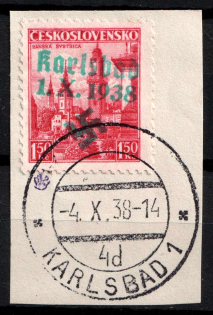 ČESKOSLOVENSKO
BANSKÁ BYSTRICA
Karlsbad
1. X. 1938
1·50 1·50
-4. X. 38-14
4d
* KARLSBAD 1 *